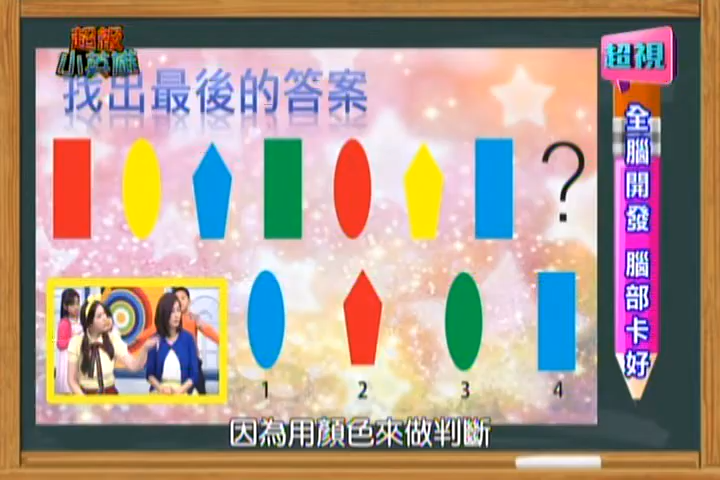 超級
小英雄
找出最後的答案
超視
?
全腦開發 腦部卡好
1 2 3 4
因為用顏色來做判斷